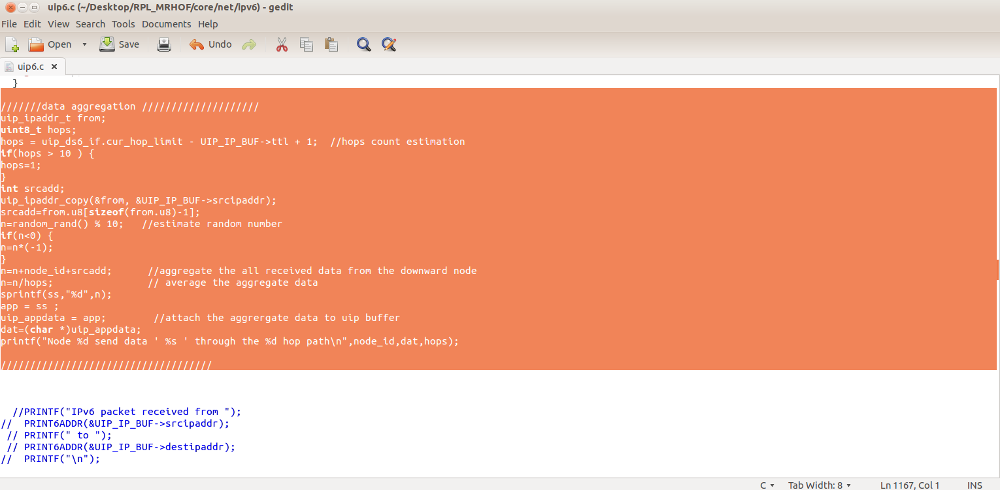 uip6.c (~/Desktop/RPL_MRHOF/core/net/ipv6) - gedit
File Edit View Search Tools Documents Help
Open Save Undo
uip6.c
}
///////data aggregation ////////////////////
uip_ipaddr_t from;
uint8_t hops;
hops = uip_ds6_if.cur_hop_limit - UIP_IP_BUF->ttl + 1;  //hops count estimation
if(hops > 10 ) {
hops=1;
}
int srcadd;
uip_ipaddr_copy(&from, &UIP_IP_BUF->srcipaddr);
srcadd=from.u8[sizeof(from.u8)-1];
n=random_rand() % 10;   //estimate random number
if(n<0) {
n=n*(-1);
}
n=n+node_id+srcadd;      //aggregate the all received data from the downward node
n=n/hops;                // average the aggregate data
sprintf(ss,"%d",n);
app = ss ;
uip_appdata = app;        //attach the aggrergate data to uip buffer
dat=(char *)uip_appdata;
printf("Node %d send data ' %s ' through the %d hop path\n",node_id,dat,hops);
////////////////////////////////////
//PRINTF("IPv6 packet received from ");
//  PRINT6ADDR(&UIP_IP_BUF->srcipaddr);
// PRINTF(" to ");
// PRINT6ADDR(&UIP_IP_BUF->destipaddr);
//  PRINTF("\n");
C Tab Width: 8 Ln 1167, Col 1 INS